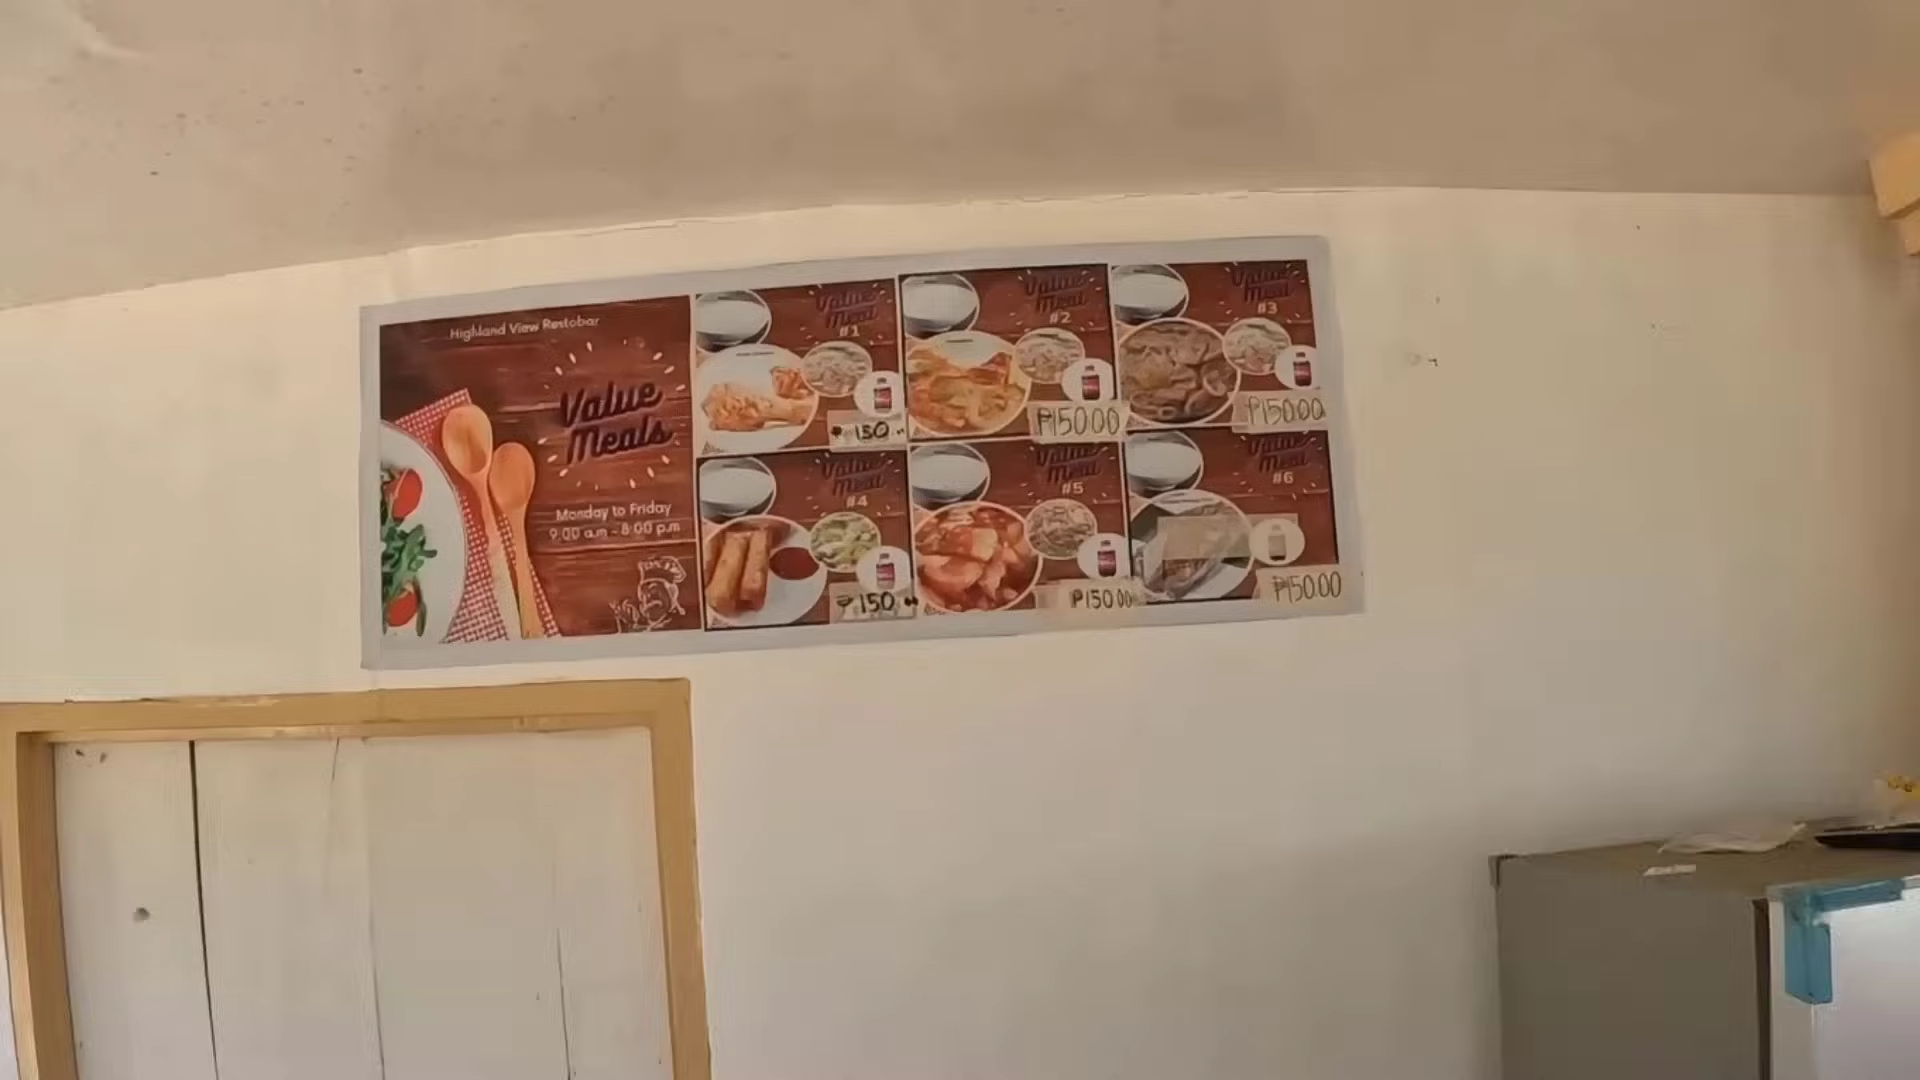 Highland View Restobar
Value
Meals
Monday to Friday
9:00 a.m - 8:00 p.m
Value
Meal
#1
₱ 150.00
Value
Meal
#2
₱150.00
Value
Meal
#3
₱150.00
Value
Meal
#4
₱ 150.00
Value
Meal
#5
₱150.00
Value
Meal
#6
₱150.00